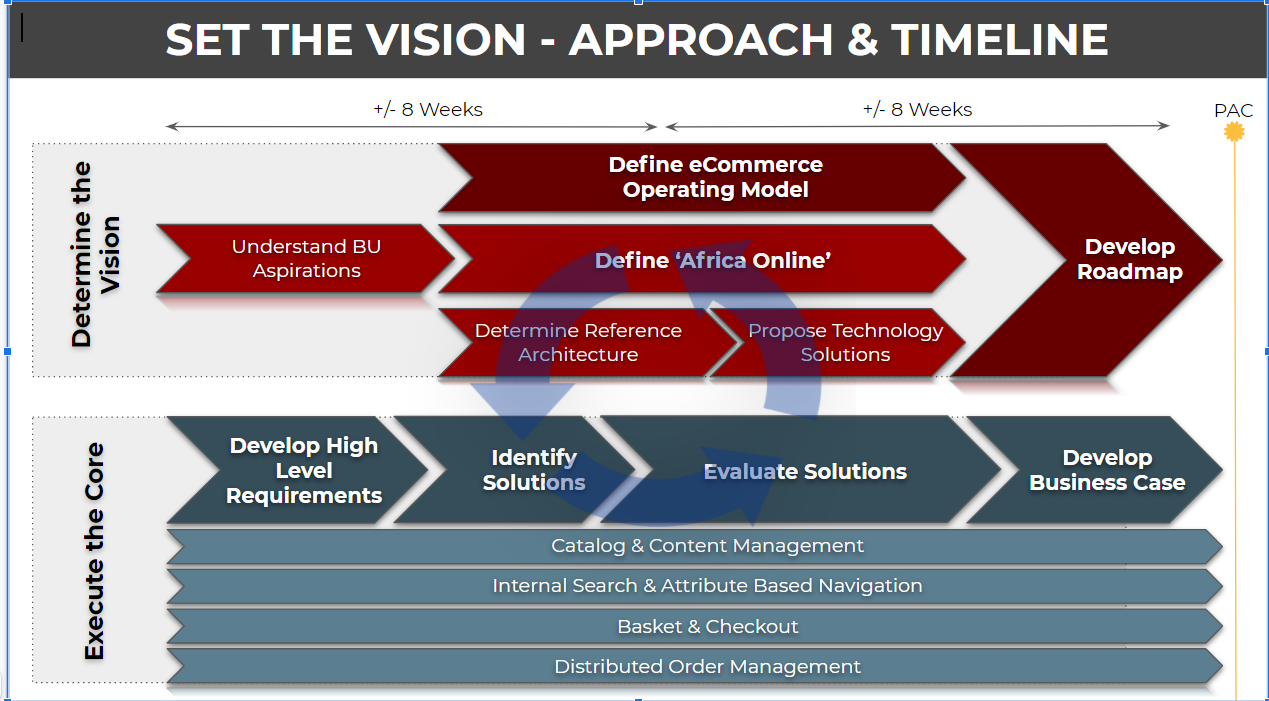 SET THE VISION - APPROACH & TIMELINE
+/- 8 Weeks
+/- 8 Weeks
PAC
Determine the
Vision
Define eCommerce
Operating Model
Understand BU
Aspirations
Define ‘Africa Online’
Determine Reference
Architecture
Propose Technology
Solutions
Develop
Roadmap
Execute the Core
Develop High
Level
Requirements
Identify
Solutions
Evaluate Solutions
Develop
Business Case
Catalog & Content Management
Internal Search & Attribute Based Navigation
Basket & Checkout
Distributed Order Management